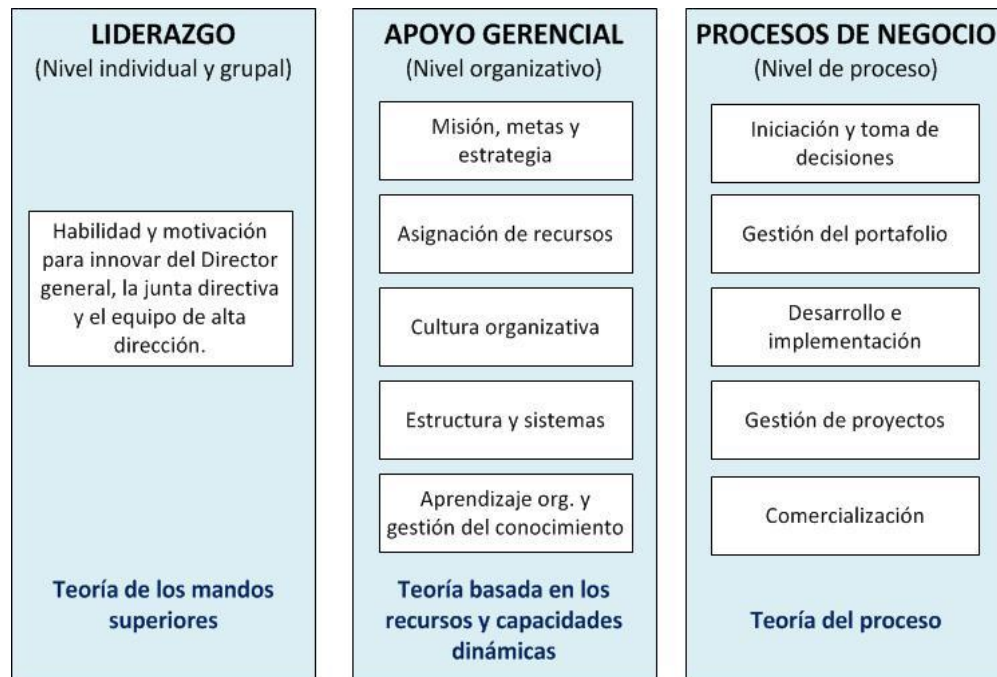 LIDERAZGO
(Nivel individual y grupal)
Habilidad y motivación
para innovar del Director
general, la junta directiva
y el equipo de alta
dirección.
Teoría de los mandos
superiores
APOYO GERENCIAL
(Nivel organizativo)
Misión, metas y
estrategia
Asignación de recursos
Cultura organizativa
Estructura y sistemas
Aprendizaje org. y
gestión del conocimiento
Teoría basada en los
recursos y capacidades
dinámicas
PROCESOS DE NEGOCIO
(Nivel de proceso)
Iniciación y toma de
decisiones
Gestión del portafolio
Desarrollo e
implementación
Gestión de proyectos
Comercialización
Teoría del proceso